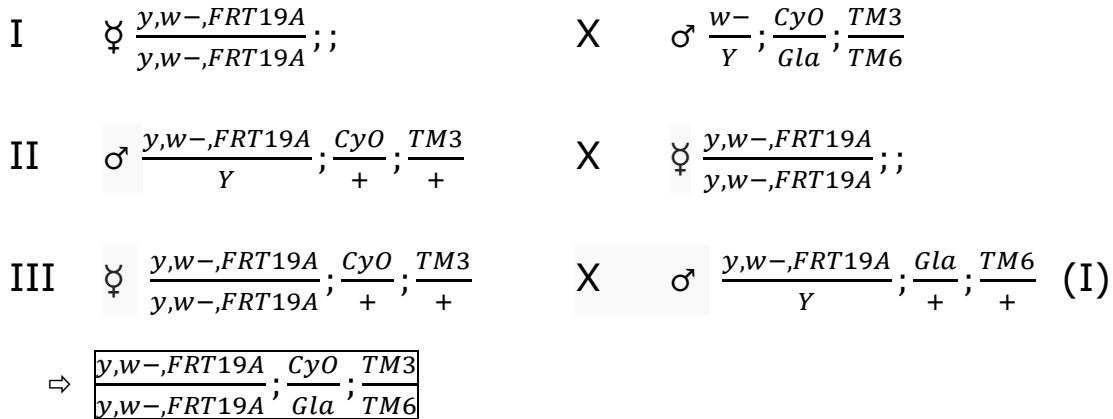 I ☿ y,w−,FRT19A/y,w−,FRT19A ; ; X ♂ w−/Y ; CyO/Gla ; TM3/TM6
II ♂ y,w−,FRT19A/Y ; CyO/+ ; TM3/+ X ☿ y,w−,FRT19A/y,w−,FRT19A ; ;
III ☿ y,w−,FRT19A/y,w−,FRT19A ; CyO/+ ; TM3/+ X ♂ y,w−,FRT19A/Y ; Gla/+ ; TM6/+ (I)
⇨ y,w−,FRT19A/y,w−,FRT19A ; CyO/Gla ; TM3/TM6